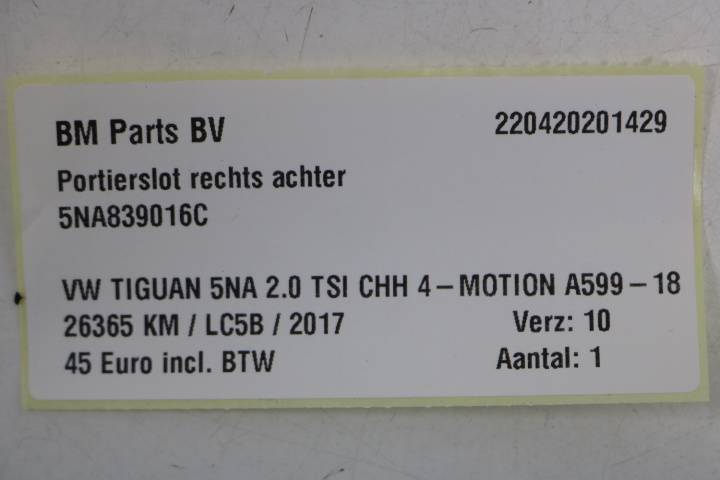 BM Parts BV 220420201429
Portierslot rechts achter
5NA839016C
VW TIGUAN 5NA 2.0 TSI CHH 4-MOTION A599-18
26365 KM / LC5B / 2017 Verz: 10
45 Euro incl. BTW Aantal: 1